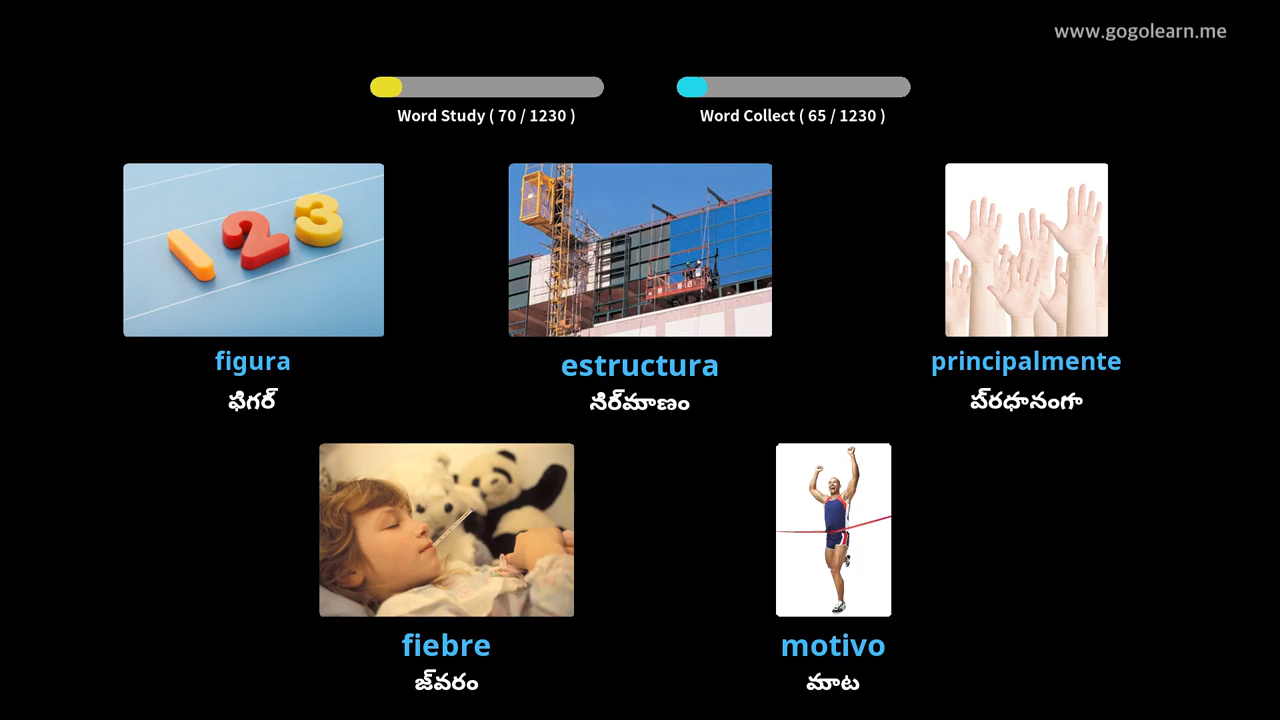 www.gogolearn.me
Word Study ( 70 / 1230 )
Word Collect ( 65 / 1230 )
figura
estructura
principalmente
ఫిగర్
నిర్‌మాణం
ప్‌రధానంగా
fiebre
motivo
జ్‌వరం
మాట